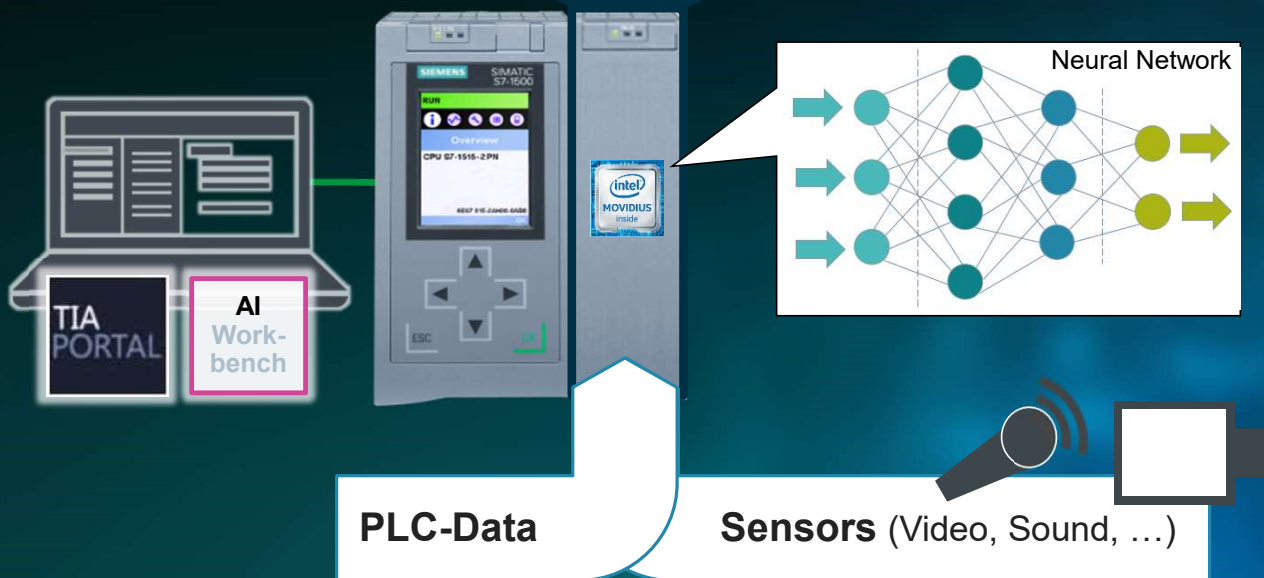 Neural Network
SIEMENS
SIMATIC
S7-1500
RUN
Overview
CPU S7-1515-2 PN
OK
intel
MOVIDIUS
inside
ESC
OK
TIA
PORTAL
AI
Work-
bench
PLC-Data
Sensors (Video, Sound, …)